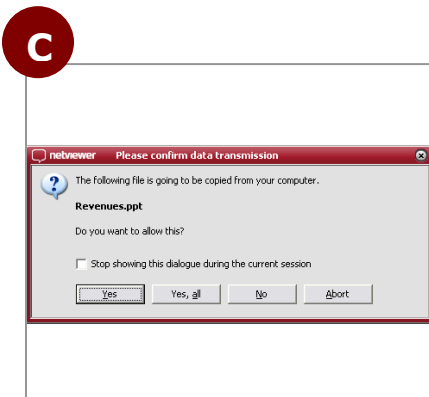 C
netviewer Please confirm data transmission
The following file is going to be copied from your computer.
Revenues.ppt
Do you want to allow this?
Stop showing this dialogue during the current session
Yes Yes, all No Abort